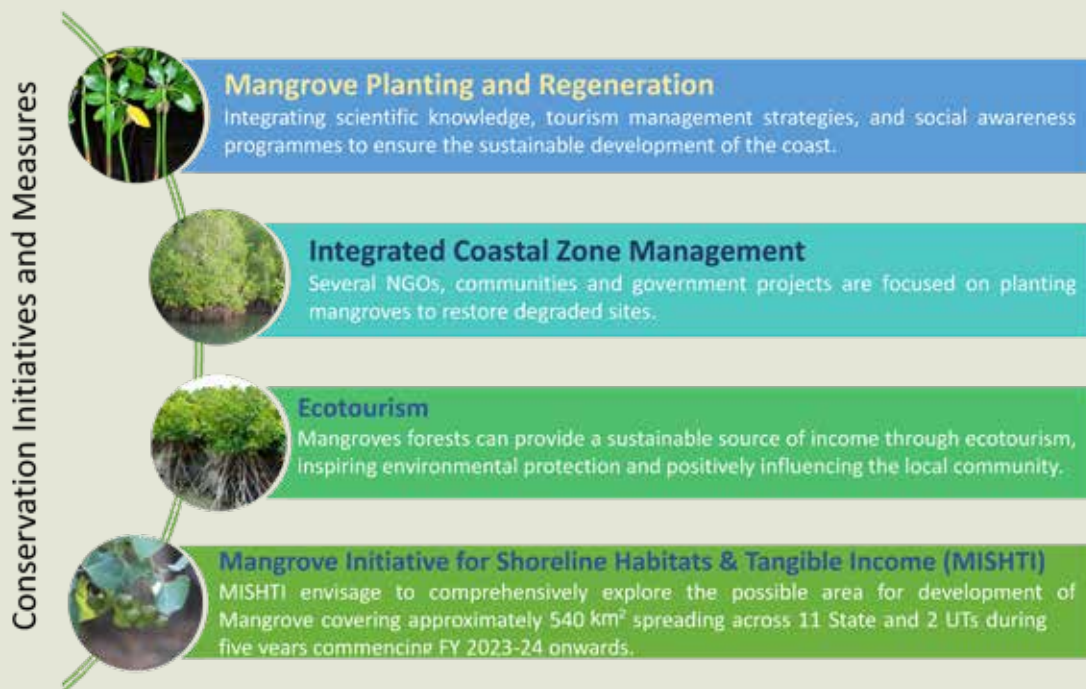 Conservation Initiatives and Measures
Mangrove Planting and Regeneration
Integrating scientific knowledge, tourism management strategies, and social awareness
programmes to ensure the sustainable development of the coast.
Integrated Coastal Zone Management
Several NGOs, communities and government projects are focused on planting
mangroves to restore degraded sites.
Ecotourism
Mangroves forests can provide a sustainable source of income through ecotourism,
inspiring environmental protection and positively influencing the local community.
Mangrove Initiative for Shoreline Habitats & Tangible Income (MISHTI)
MISHTI envisage to comprehensively explore the possible area for development of
Mangrove covering approximately 540 km² spreading across 11 State and 2 UTs during
five years commencing FY 2023-24 onwards.